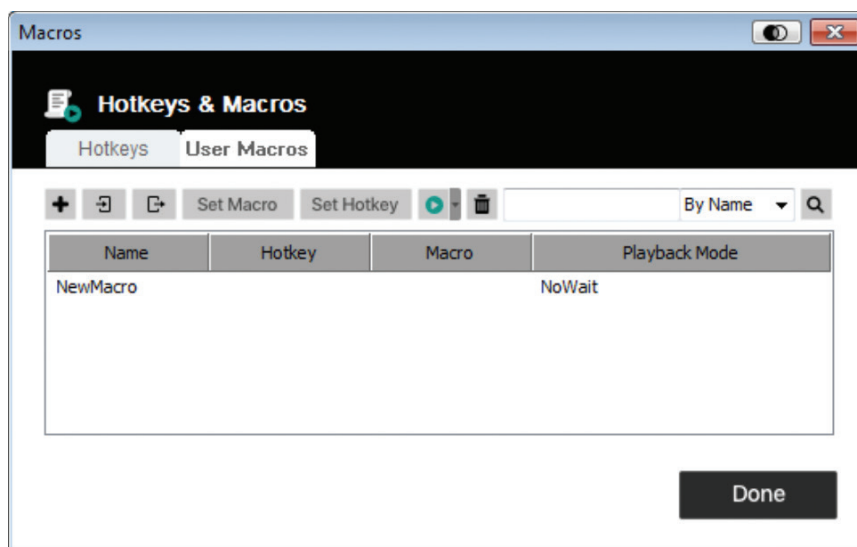 Macros
Hotkeys & Macros
Hotkeys User Macros
Set Macro Set Hotkey By Name
Name Hotkey Macro Playback Mode
NewMacro NoWait
Done